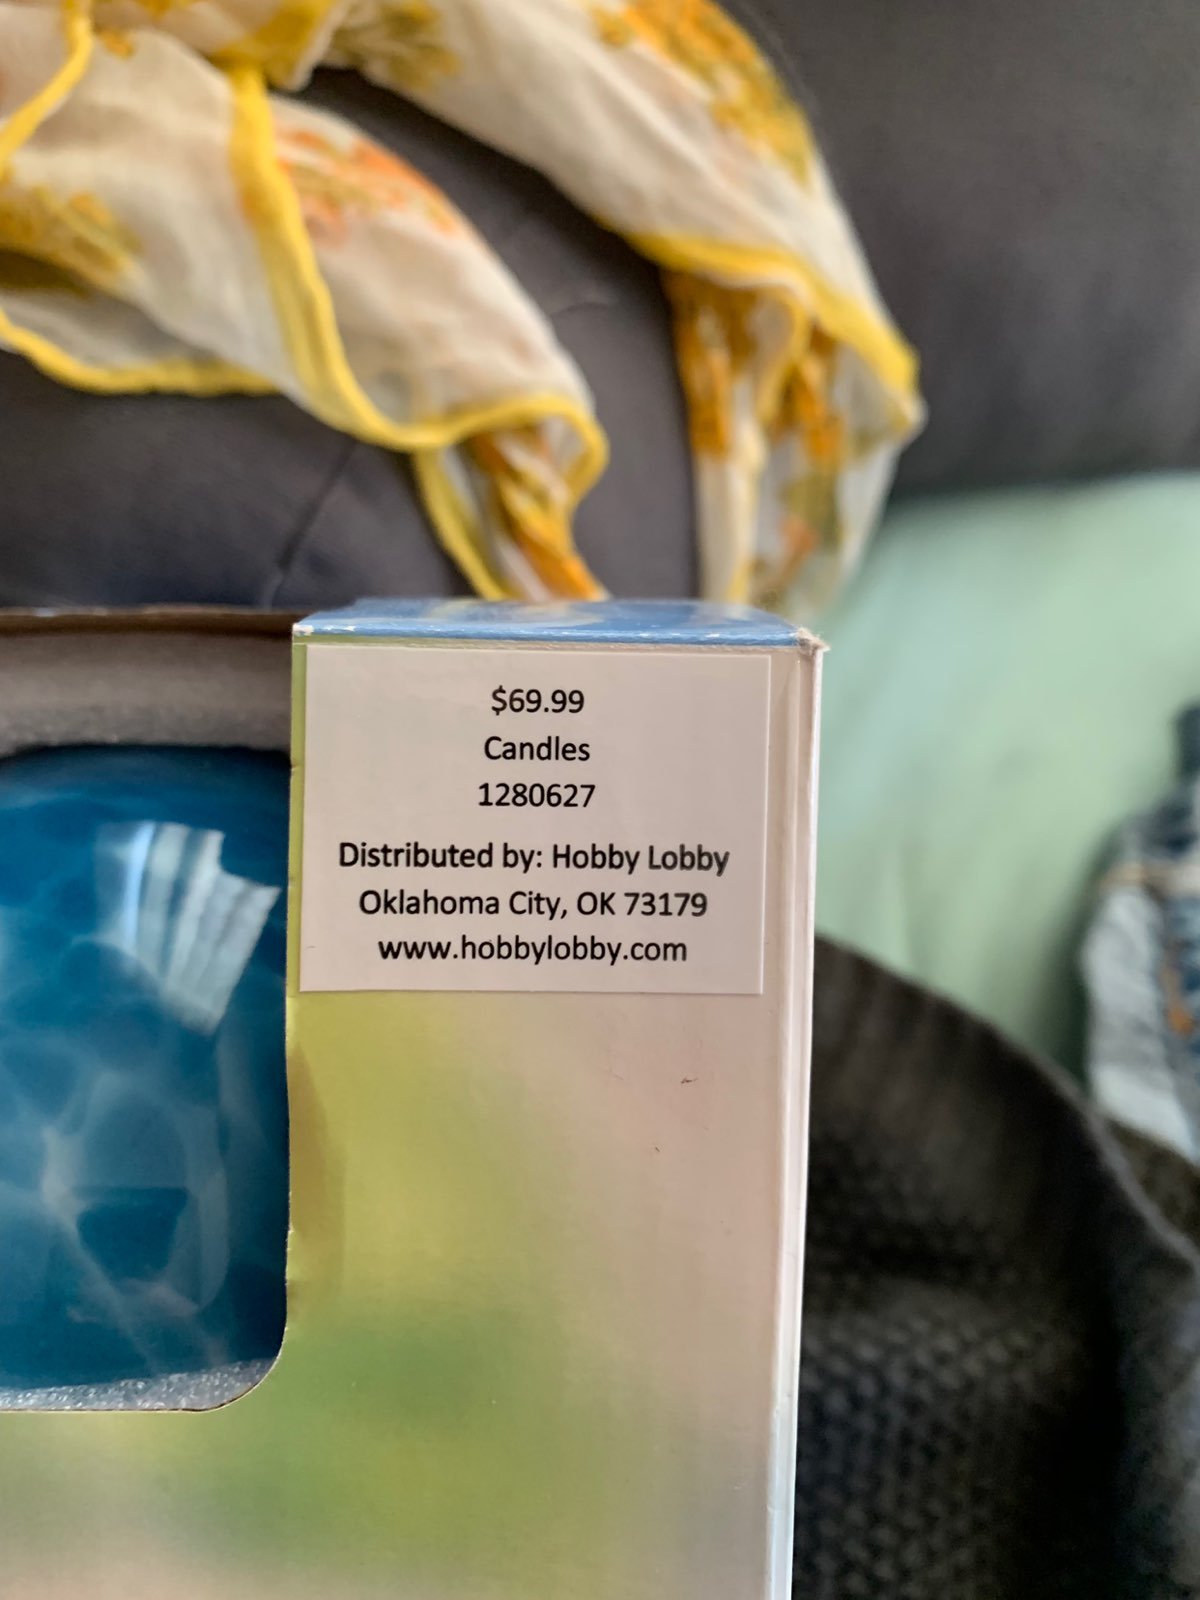 $69.99
Candles
1280627
Distributed by: Hobby Lobby
Oklahoma City, OK 73179
www.hobbylobby.com